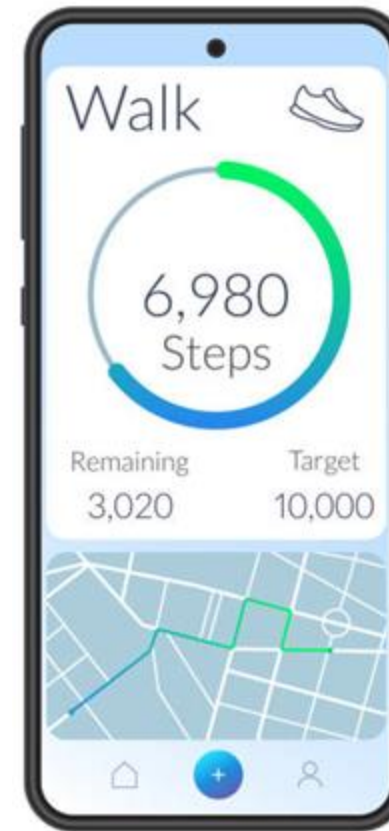 Walk
6,980
Steps
Remaining Target
3,020 10,000
+